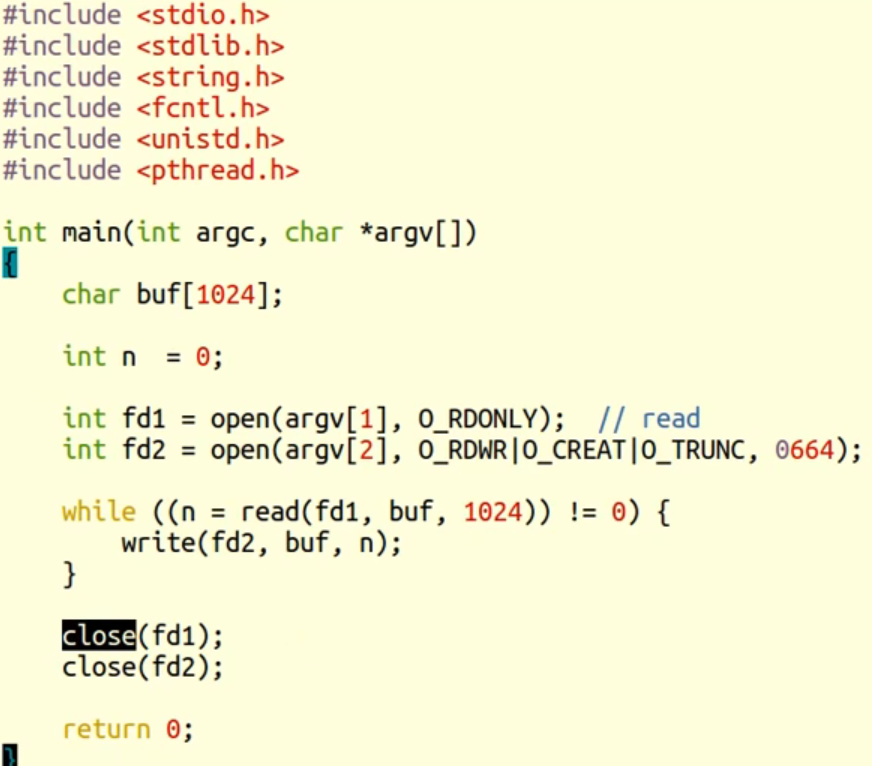 #include <stdio.h>
#include <stdlib.h>
#include <string.h>
#include <fcntl.h>
#include <unistd.h>
#include <pthread.h>

int main(int argc, char *argv[])
{
    char buf[1024];

    int n  = 0;

    int fd1 = open(argv[1], O_RDONLY);  // read
    int fd2 = open(argv[2], O_RDWR|O_CREAT|O_TRUNC, 0664);

    while ((n = read(fd1, buf, 1024)) != 0) {
        write(fd2, buf, n);
    }

    close(fd1);
    close(fd2);

    return 0;
}